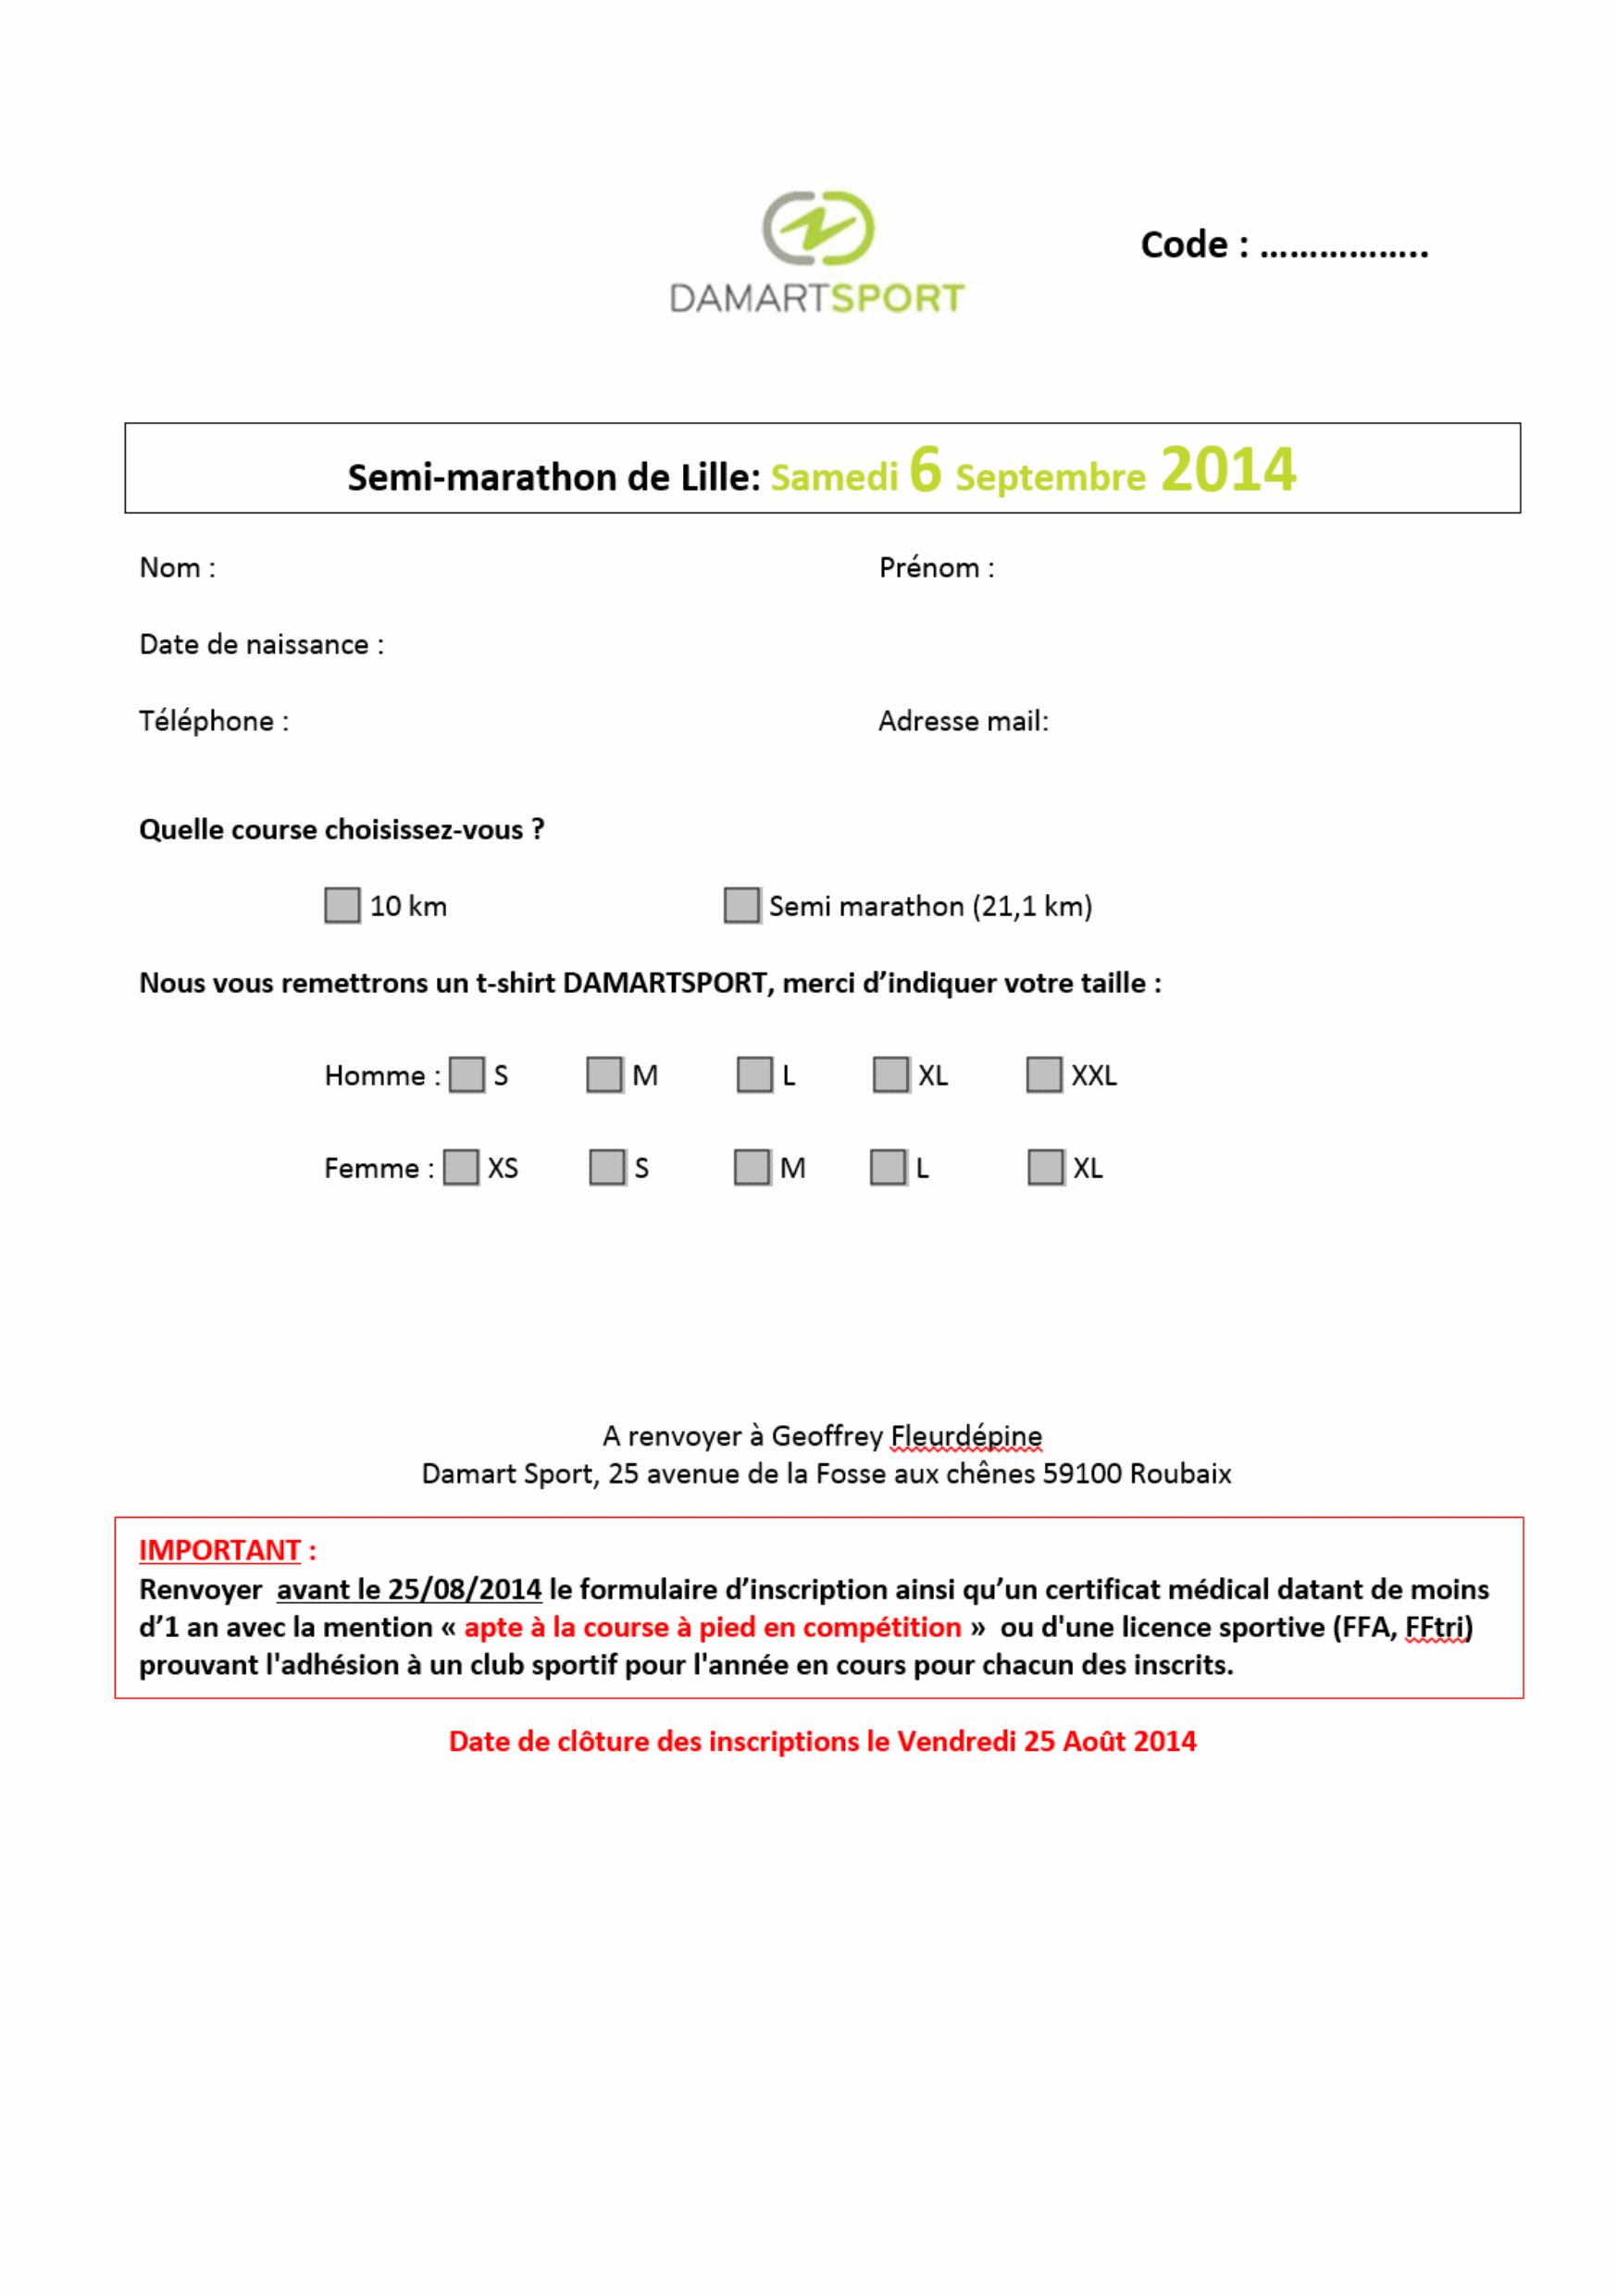 DAMARTSPORT
Code : ……………..
Semi-marathon de Lille: Samedi 6 Septembre 2014
Nom : Prénom :
Date de naissance :
Téléphone : Adresse mail:
Quelle course choisissez-vous ?
10 km Semi marathon (21,1 km)
Nous vous remettrons un t-shirt DAMARTSPORT, merci d’indiquer votre taille :
Homme : S M L XL XXL
Femme : XS S M L XL
A renvoyer à Geoffrey Fleurdépine
Damart Sport, 25 avenue de la Fosse aux chênes 59100 Roubaix
IMPORTANT :
Renvoyer avant le 25/08/2014 le formulaire d’inscription ainsi qu’un certificat médical datant de moins
d’1 an avec la mention « apte à la course à pied en compétition » ou d'une licence sportive (FFA, FFtri)
prouvant l'adhésion à un club sportif pour l'année en cours pour chacun des inscrits.
Date de clôture des inscriptions le Vendredi 25 Août 2014